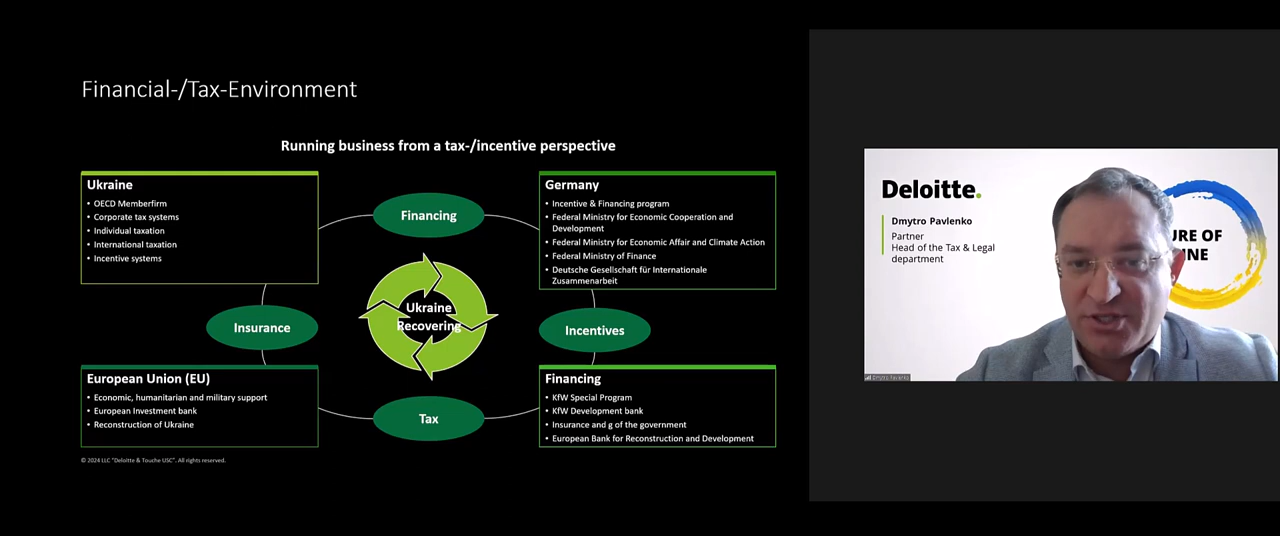 Financial-/Tax-Environment
Running business from a tax-/incentive perspective
Ukraine
• OECD Memberfirm
• Corporate tax systems
• Individual taxation
• International taxation
• Incentive systems
Financing
Germany
• Incentive & Financing program
• Federal Ministry for Economic Cooperation and
Development
• Federal Ministry for Economic Affair and Climate Action
• Federal Ministry of Finance
• Deutsche Gesellschaft für Internationale
Zusammenarbeit
Insurance
Ukraine
Recovering
Incentives
European Union (EU)
• Economic, humanitarian and military support
• European Investment bank
• Reconstruction of Ukraine
Tax
Financing
• KfW Special Program
• KfW Development bank
• Insurance and g of the government
• European Bank for Reconstruction and Development
© 2024 LLC "Deloitte & Touche USC". All rights reserved.
Deloitte.
Dmytro Pavlenko
Partner
Head of the Tax & Legal
department
URE OF
INE
Dmytro Pavlenko